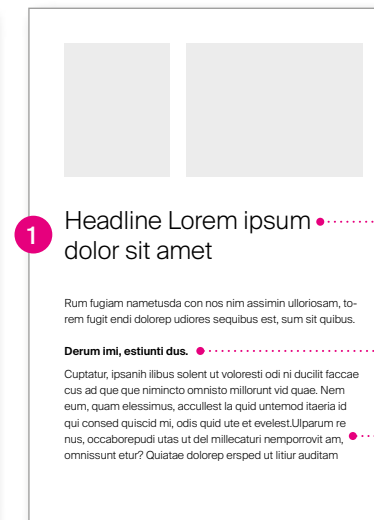 1
Headline Lorem ipsum
dolor sit amet
Rum fugiam nametusda con nos nim assimin ulloriosam, to-
rem fugit endi dolorep udiores sequibus est, sum sit quibus.
Derum imi, estiunti dus.
Cuptatur, ipsanih ilibus solent ut voloresti odi ni ducilit faccae
cus ad que que nimincto omnisto millorunt vid quae. Nem
eum, quam elessimus, accullest la quid untemod itaeria id
qui consed quiscid mi, odis quid ute et evelest.Ulparum re
nus, occaborepudi utas ut del millecaturi nemporrovit am,
omnissunt etur? Quiatae dolorep ersped ut litiur auditam